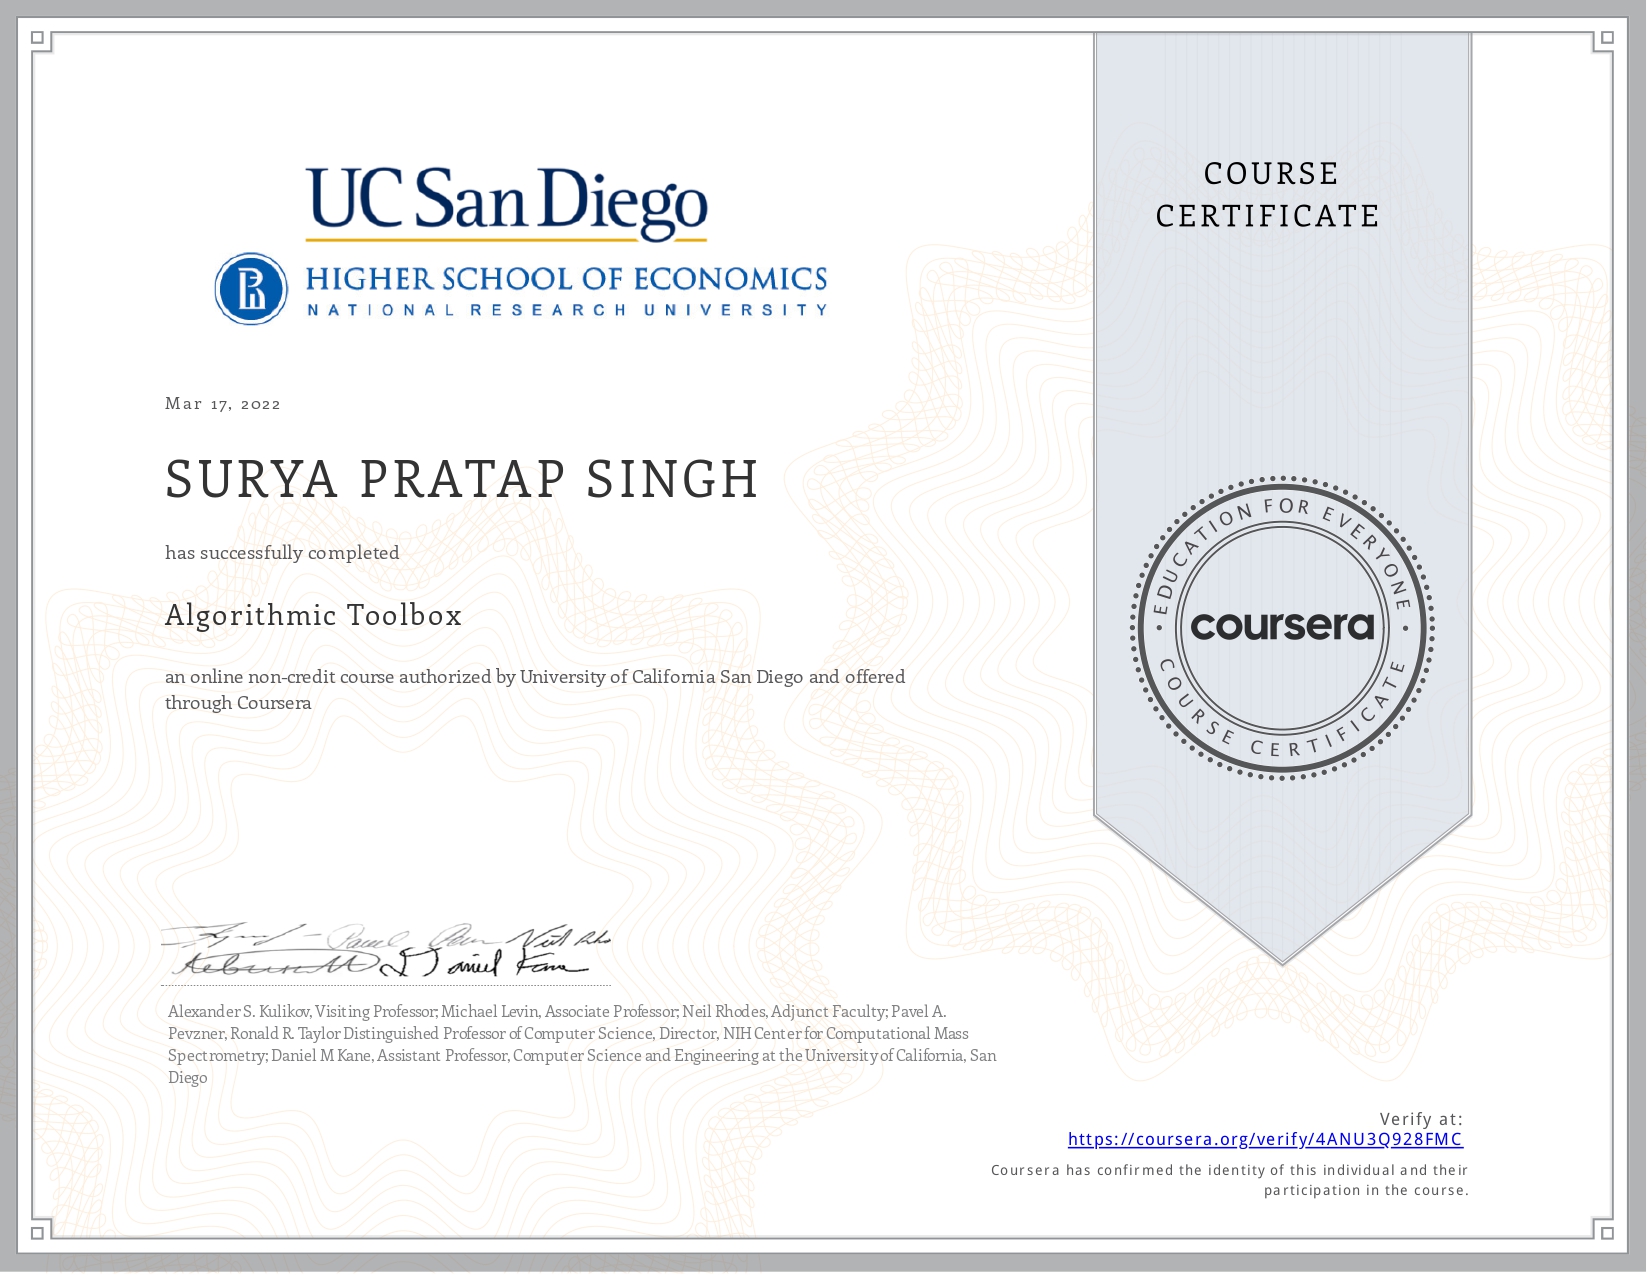 UC San Diego
HIGHER SCHOOL OF ECONOMICS
NATIONAL RESEARCH UNIVERSITY
COURSE
CERTIFICATE
Mar 17, 2022
SURYA PRATAP SINGH
has successfully completed
Algorithmic Toolbox
an online non-credit course authorized by University of California San Diego and offered
through Coursera
EDUCATION FOR EVERYONE
coursera
COURSE CERTIFICATE
Alexander S. Kulikov, Visiting Professor; Michael Levin, Associate Professor; Neil Rhodes, Adjunct Faculty; Pavel A.
Pevzner, Ronald R. Taylor Distinguished Professor of Computer Science, Director, NIH Center for Computational Mass
Spectrometry; Daniel M Kane, Assistant Professor, Computer Science and Engineering at the University of California, San
Diego
Verify at:
https://coursera.org/verify/4ANU3Q928FMC
Coursera has confirmed the identity of this individual and their
participation in the course.